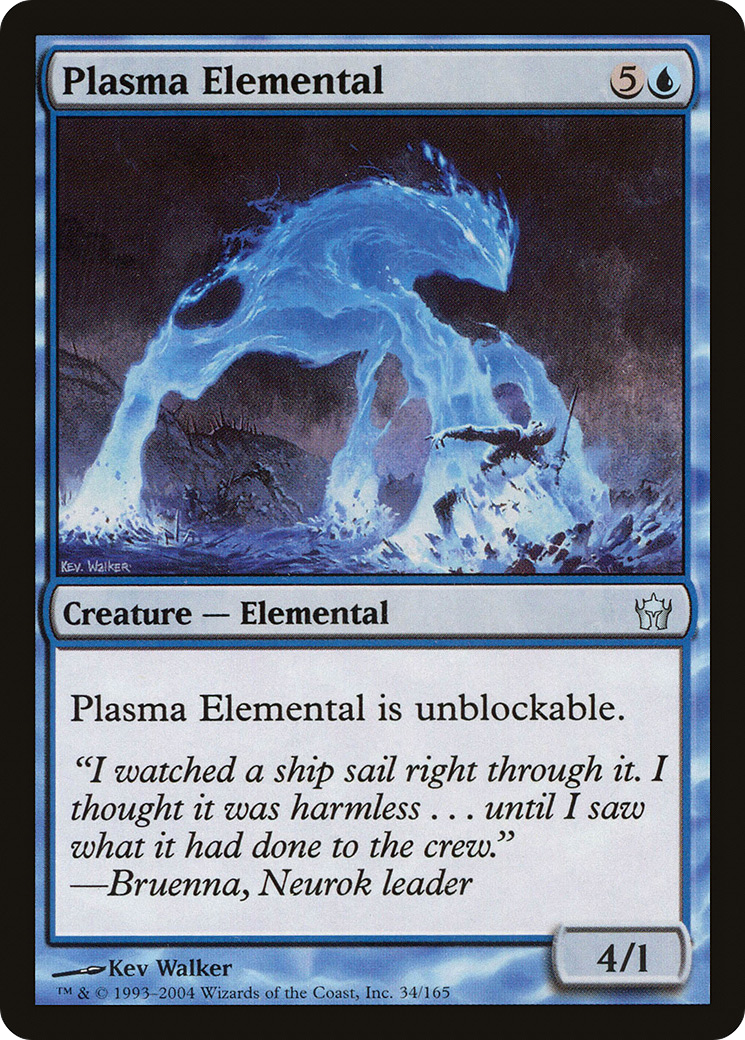 Plasma Elemental 5
Kev. Walker
Creature — Elemental
Plasma Elemental is unblockable.
“I watched a ship sail right through it. I
thought it was harmless . . . until I saw
what it had done to the crew.”
—Bruenna, Neurok leader
4/1
Kev Walker
™ & © 1993–2004 Wizards of the Coast, Inc. 34/165